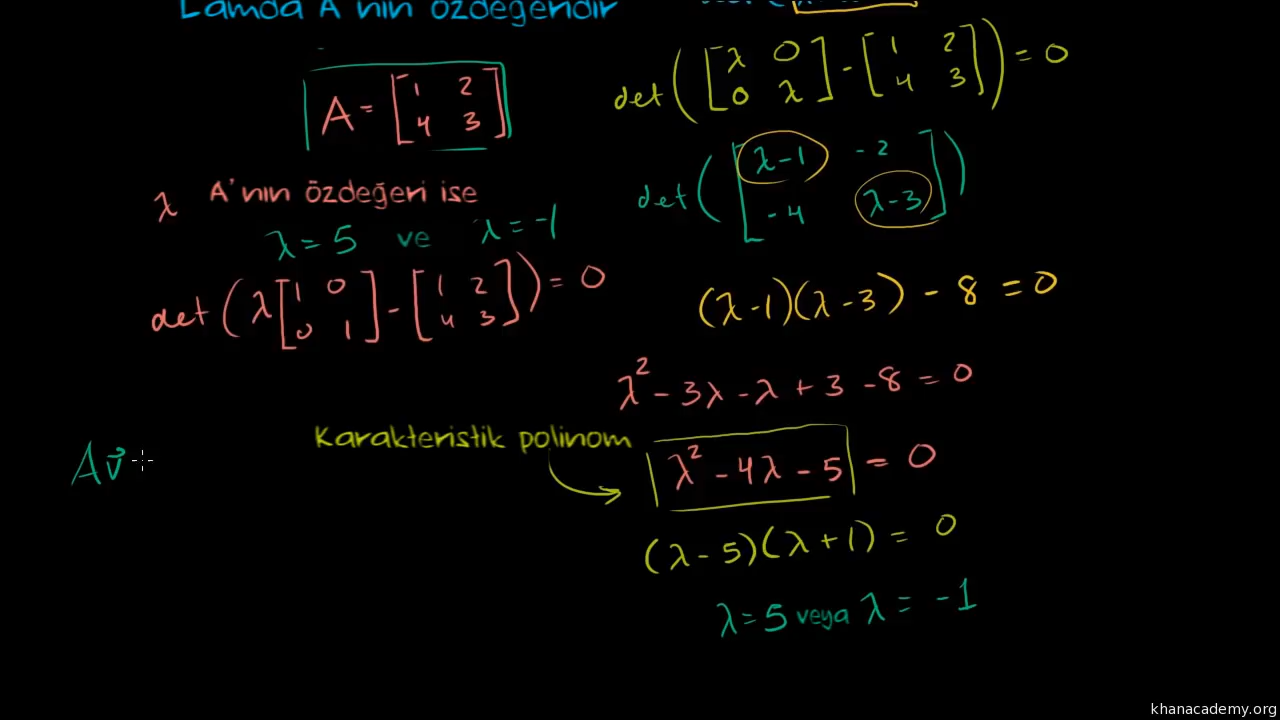 Lamda A'nın özdeğeridir
A = [1 2; 4 3]
λ A'nın özdeğeri ise
λ = 5 ve λ = -1
det (λ [1 0; 0 1] - [1 2; 4 3]) = 0
Av⃗
det ([λ 0; 0 λ] - [1 2; 4 3]) = 0
det ([λ-1 -2; -4 λ-3])
(λ-1)(λ-3) - 8 = 0
λ² - 3λ - λ + 3 - 8 = 0
Karakteristik polinom
λ² - 4λ - 5 = 0
(λ-5)(λ+1) = 0
λ=5 veya λ = -1
khanacademy.org